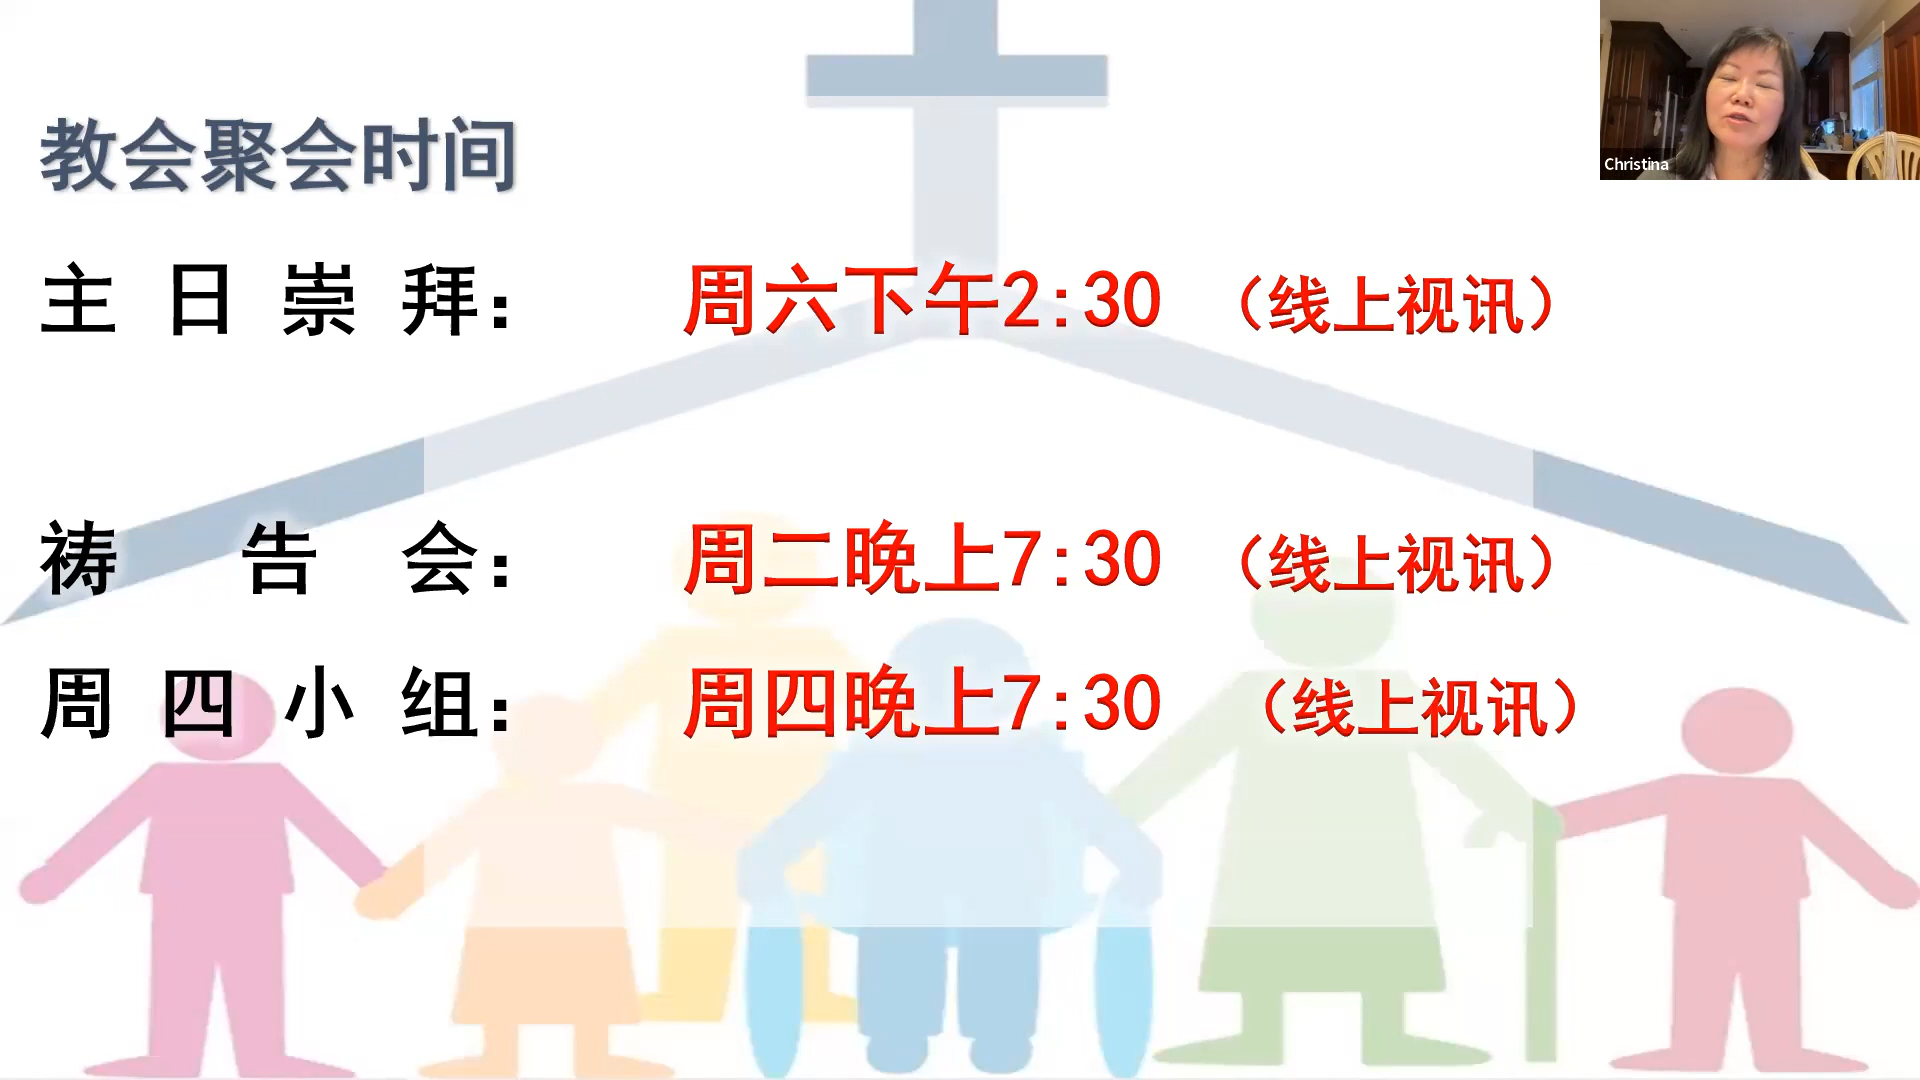 教会聚会时间
主日崇拜： 周六下午2:30 （线上视讯）
祷告会： 周二晚上7:30 （线上视讯）
周四小组： 周四晚上7:30 （线上视讯）
Christina